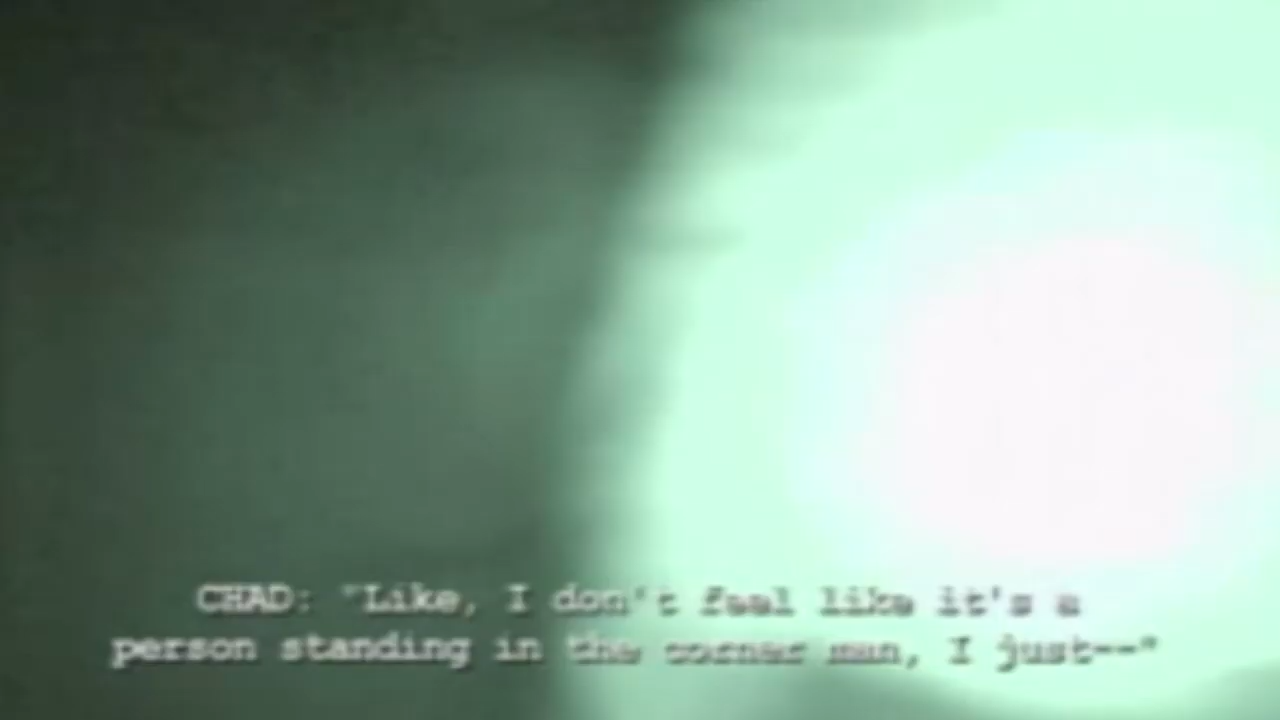 CHAD: "Like, I don't feel like it's a
person standing in the corner man, I just--"